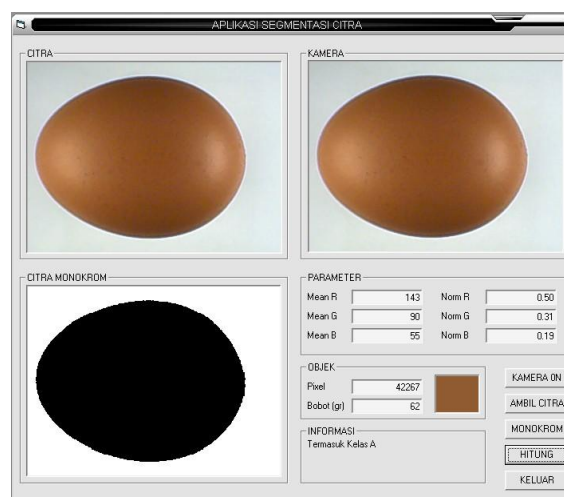 APLIKASI SEGMENTASI CITRA
CITRA
KAMERA
CITRA MONOKROM
PARAMETER
Mean R 143 Norm R 0.50
Mean G 90 Norm G 0.31
Mean B 55 Norm B 0.19
OBJEK
Pixel 42267
Bobot (gr) 62
INFORMASI
Termasuk Kelas A
KAMERA ON
AMBIL CITRA
MONOKROM
HITUNG
KELUAR